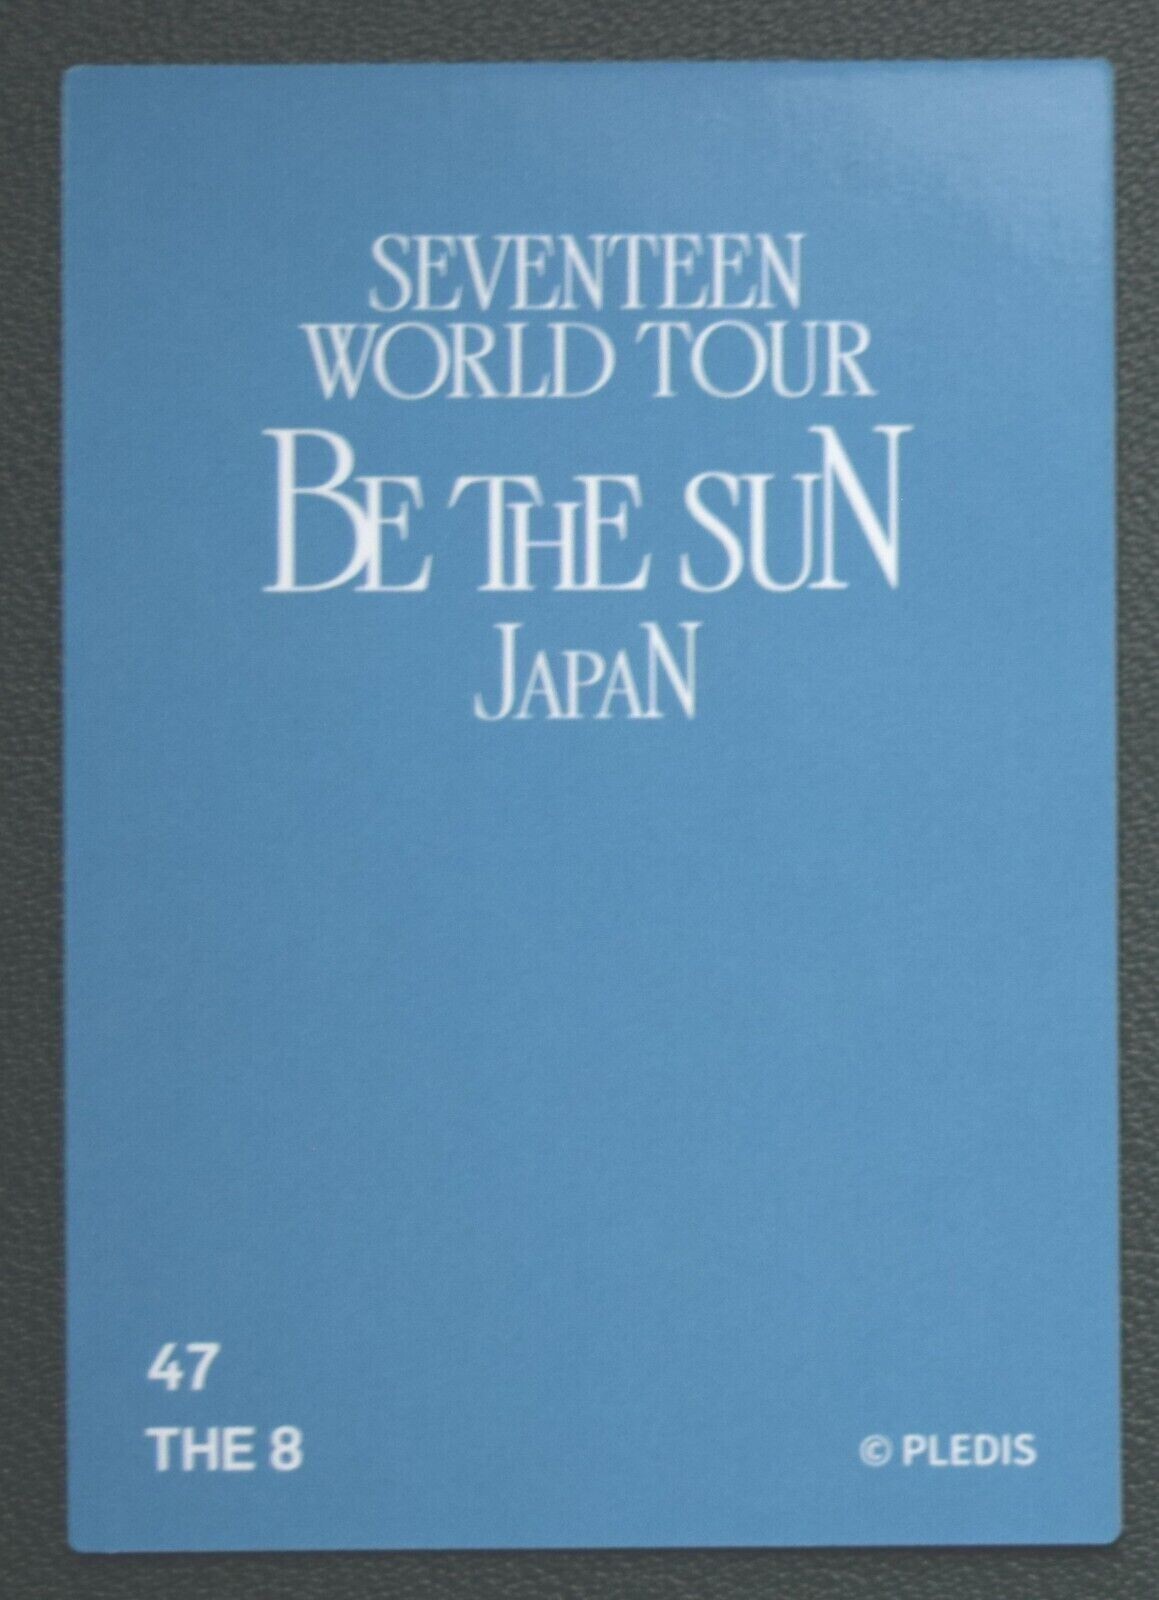 SEVENTEEN
WORLD TOUR
BE THE SUN
JAPAN
47
THE 8
© PLEDIS